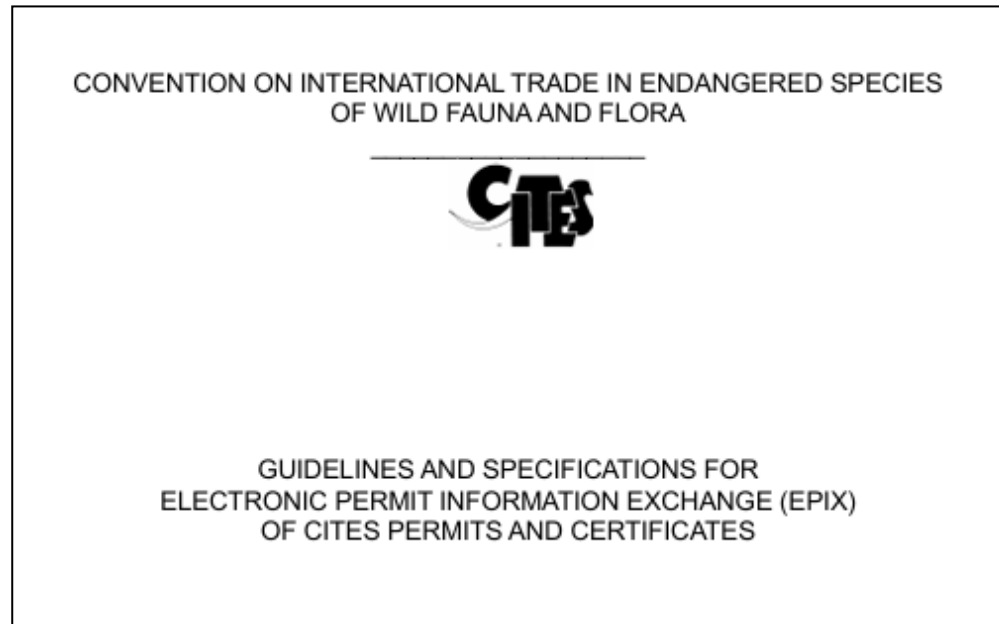 CONVENTION ON INTERNATIONAL TRADE IN ENDANGERED SPECIES
OF WILD FAUNA AND FLORA
CITES
GUIDELINES AND SPECIFICATIONS FOR
ELECTRONIC PERMIT INFORMATION EXCHANGE (EPIX)
OF CITES PERMITS AND CERTIFICATES